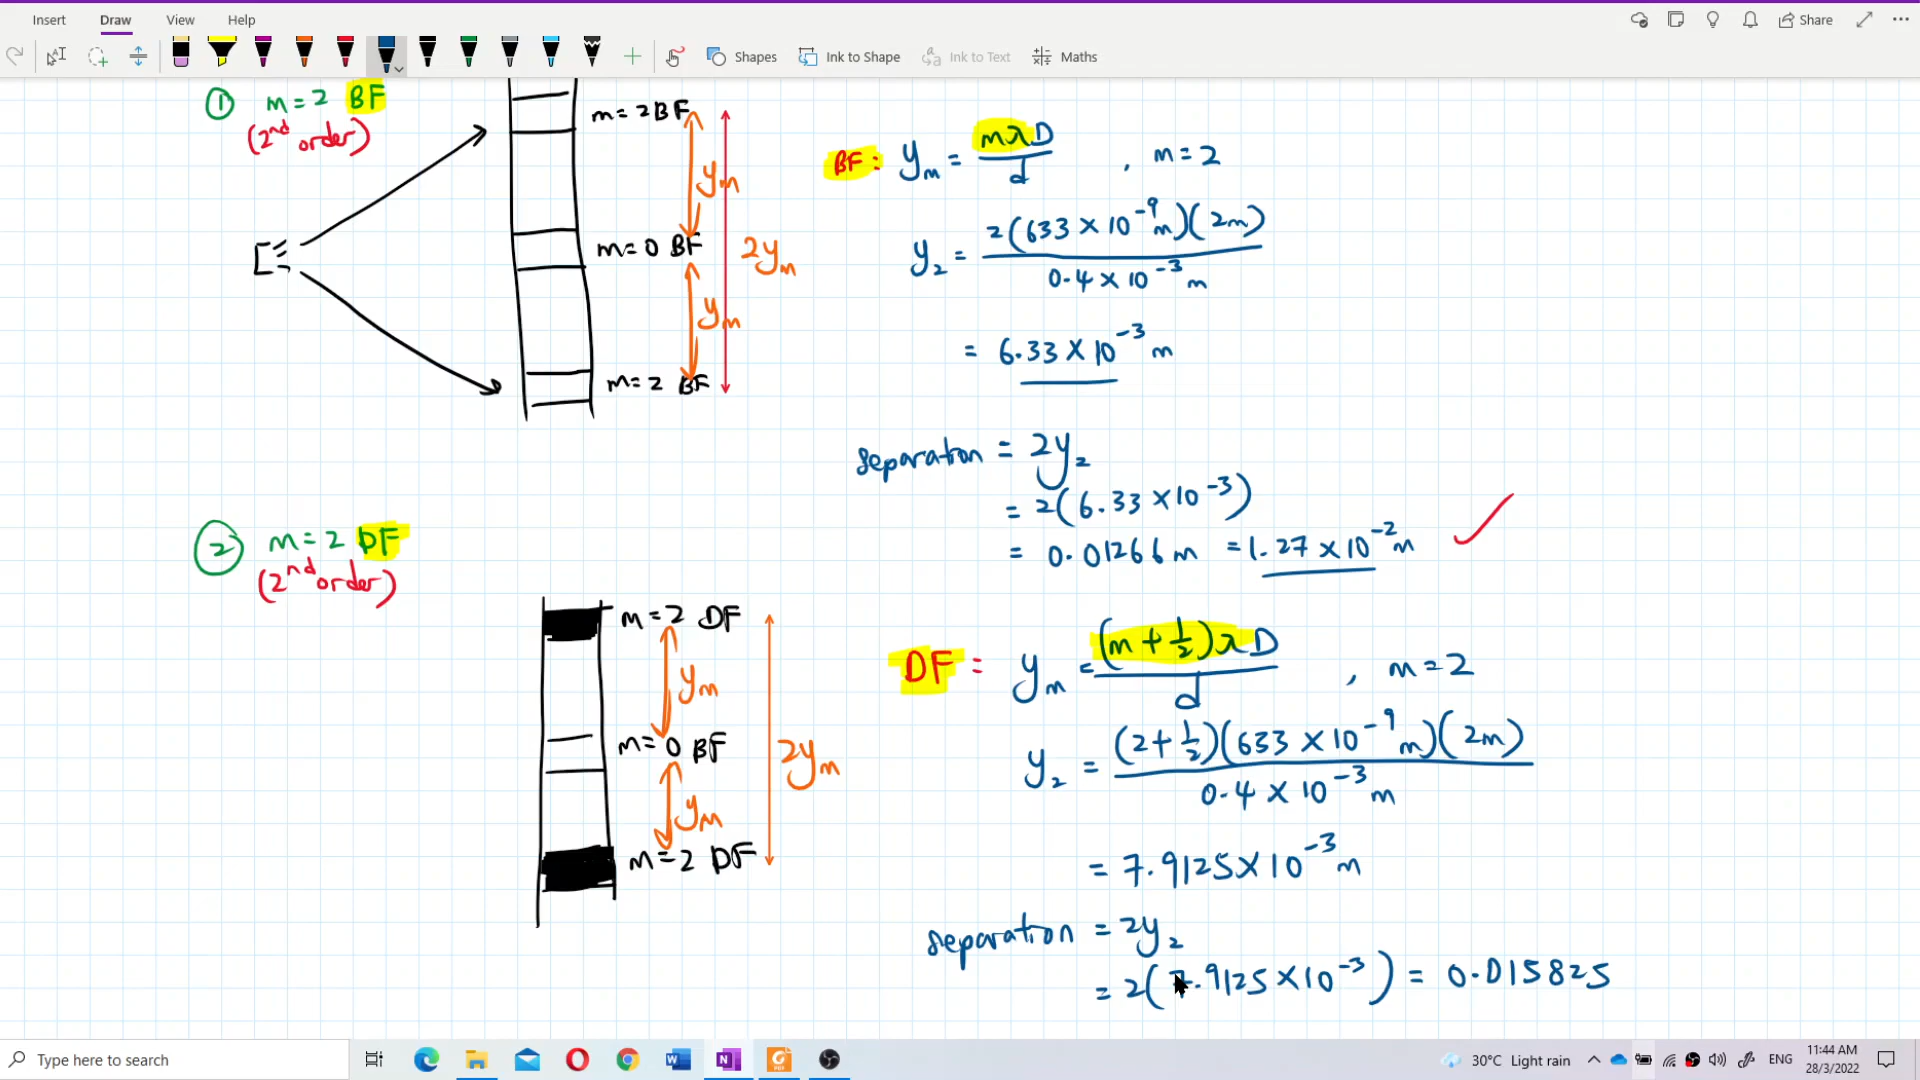 Insert Draw View Help
Share
Shapes Ink to Shape Ink to Text Maths
① m = 2 BF
(2nd order)
m = 2 BF
ym
m = 0 BF
2ym
ym
m = 2 BF
BF: ym = mλD / d , m = 2
y2 = 2(633 × 10^-9 m)(2m) / 0.4 × 10^-3 m
= 6.33 × 10^-3 m
separation = 2y2
= 2(6.33 × 10^-3)
= 0.01266 m = 1.27 × 10^-2 m
② m = 2 DF
(2nd order)
m = 2 DF
ym
m = 0 BF
2ym
ym
m = 2 DF
DF: ym = (m + 1/2)λD / d , m = 2
y2 = (2 + 1/2)(633 × 10^-9 m)(2m) / 0.4 × 10^-3 m
= 7.9125 × 10^-3 m
separation = 2y2
= 2(7.9125 × 10^-3) = 0.015825
Type here to search
30°C Light rain
ENG
11:44 AM
28/3/2022